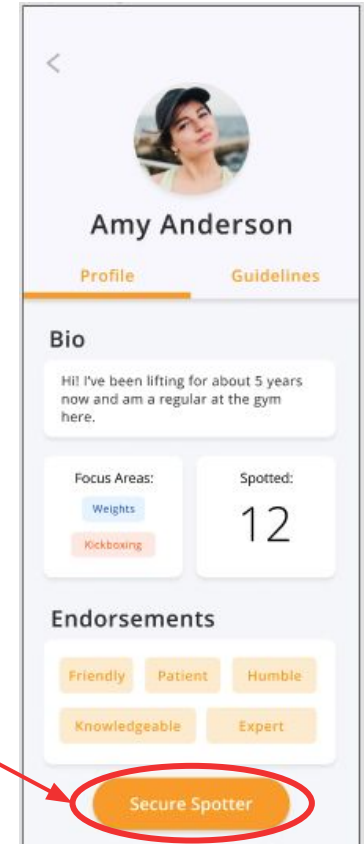 Amy Anderson
Profile Guidelines
Bio
Hi! I've been lifting for about 5 years
now and am a regular at the gym
here.
Focus Areas:
Weights
Kickboxing
Spotted:
12
Endorsements
Friendly Patient Humble
Knowledgeable Expert
Secure Spotter